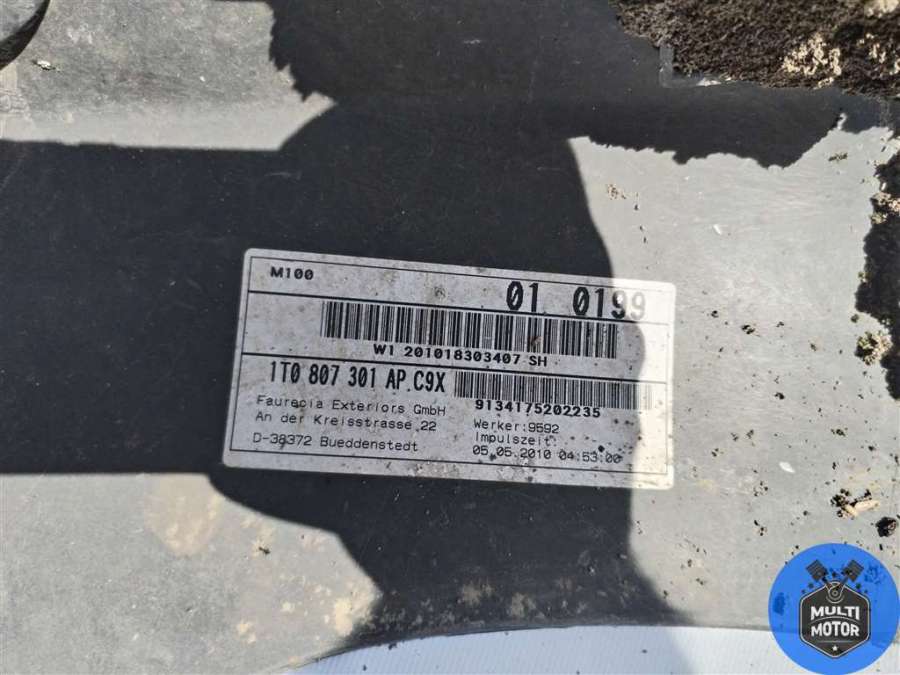 M100
01 0199
W1 201018303407 SH
1T0 807 301 AP.C9X
9134175202235
Faurecia Exteriors GmbH
An der Kreisstrasse 22
D-38372 Bueddenstedt
Werker:9592
Impulszeit:
05.05.2010 04:53:00
MULTI
MOTOR